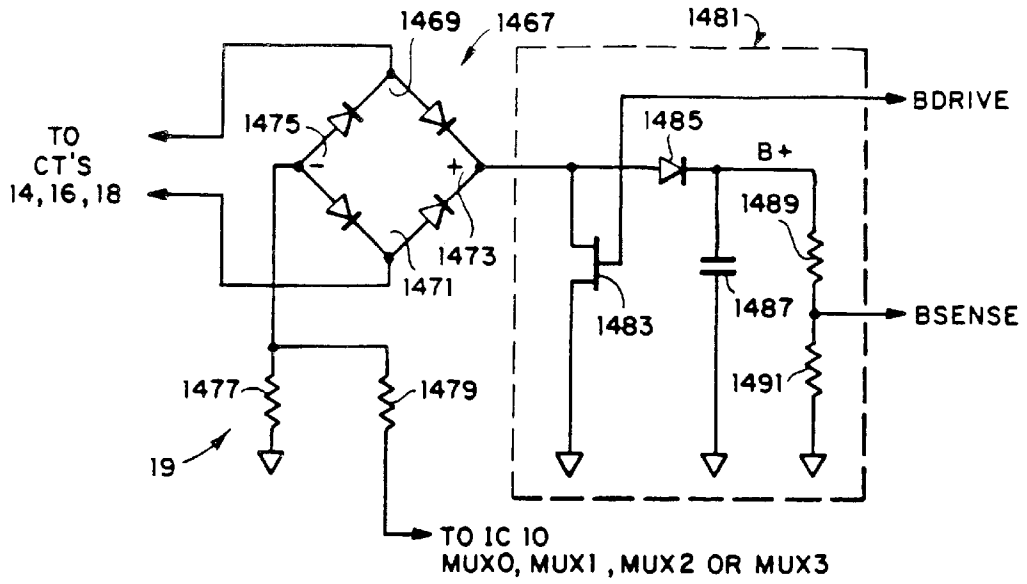 1469
1467
1481
BDRIVE
TO
CT'S
14, 16, 18
1475
-
+
1485
B+
1489
1473
1471
1483
1487
BSENSE
1477
1479
1491
19
TO IC 10
MUX0, MUX1, MUX2 OR MUX3